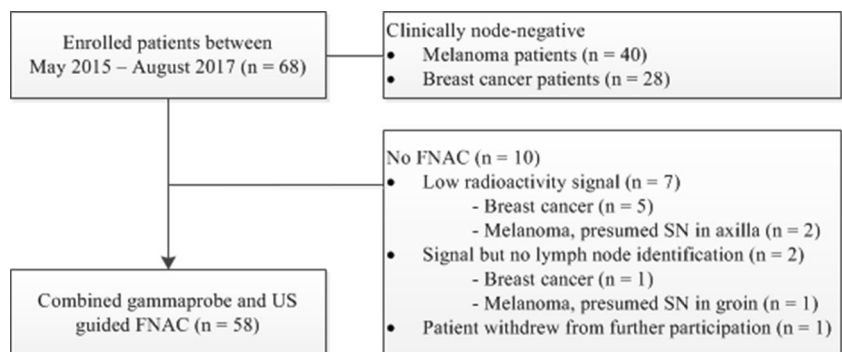 Enrolled patients between
May 2015 – August 2017 (n = 68)
Clinically node-negative
• Melanoma patients (n = 40)
• Breast cancer patients (n = 28)
No FNAC (n = 10)
• Low radioactivity signal (n = 7)
- Breast cancer (n = 5)
- Melanoma, presumed SN in axilla (n = 2)
• Signal but no lymph node identification (n = 2)
- Breast cancer (n = 1)
- Melanoma, presumed SN in groin (n = 1)
• Patient withdrew from further participation (n = 1)
Combined gammaprobe and US
guided FNAC (n = 58)